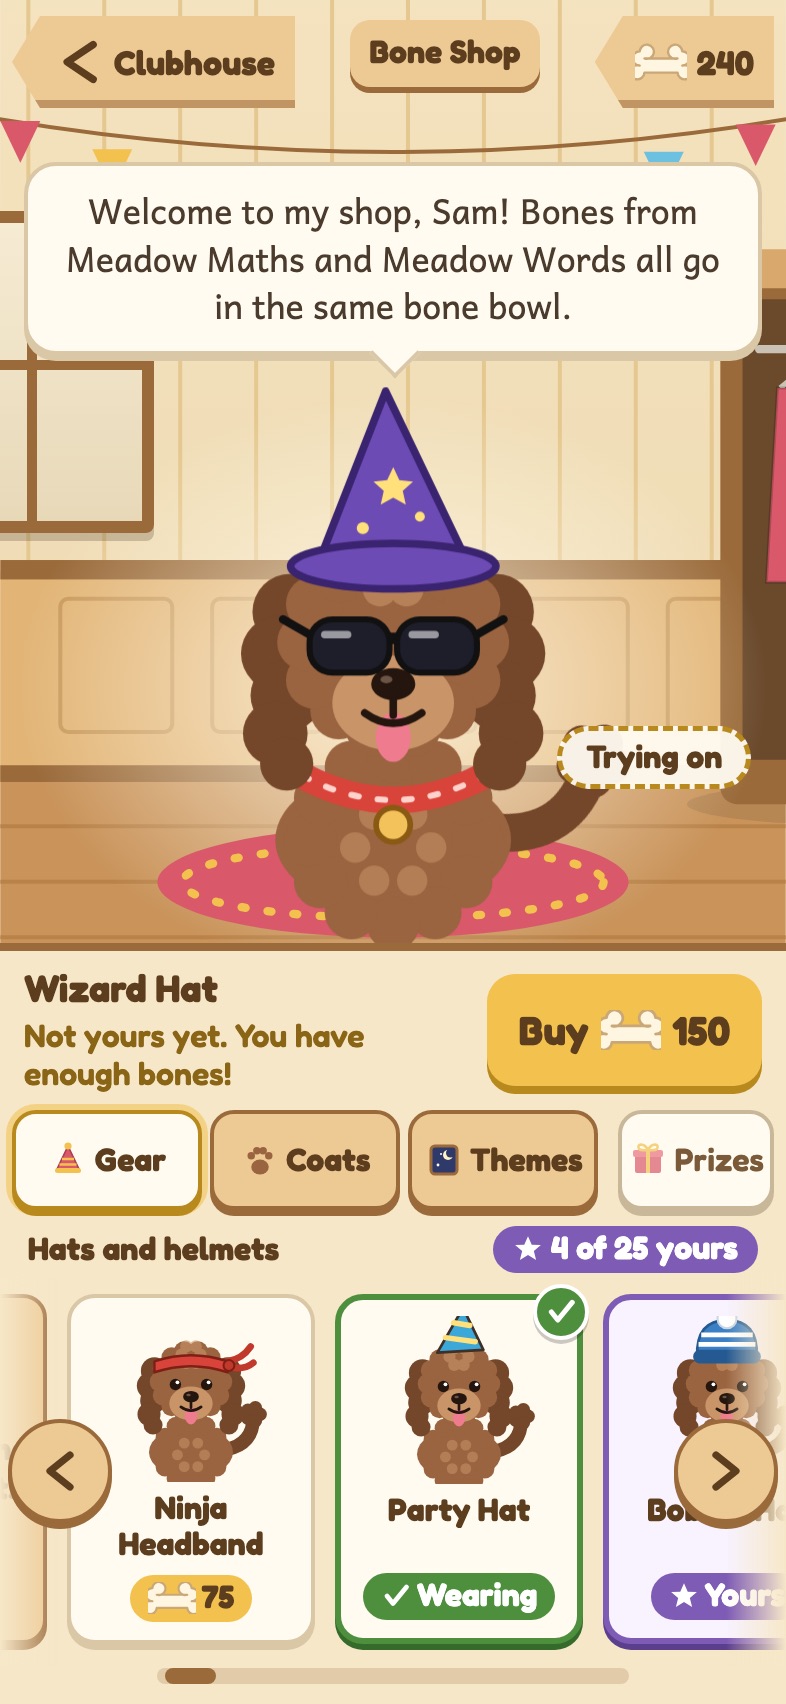 Clubhouse
Bone Shop
240
Welcome to my shop, Sam! Bones from
Meadow Maths and Meadow Words all go
in the same bone bowl.
Trying on
Wizard Hat
Not yours yet. You have
enough bones!
Buy 150
Gear
Coats
Themes
Prizes
Hats and helmets
4 of 25 yours
Ninja
Headband
75
Party Hat
Wearing
Yours